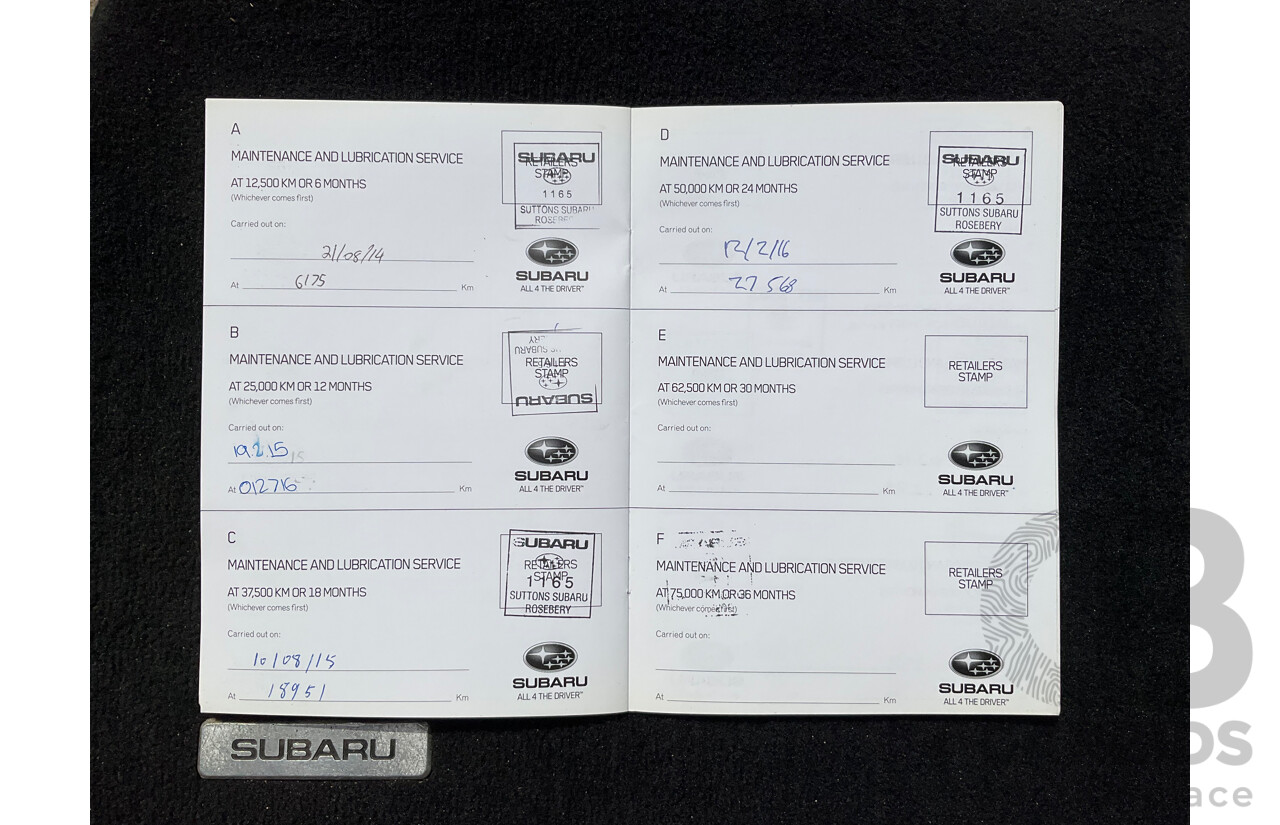 A
MAINTENANCE AND LUBRICATION SERVICE
AT 12,500 KM OR 6 MONTHS
(Whichever comes first)
Carried out on:
21/08/14
At 6175 Km
SUBARU
RETAILERS
STAMP
1165
SUTTONS SUBARU
SUBARU
ALL 4 THE DRIVER™
B
MAINTENANCE AND LUBRICATION SERVICE
AT 25,000 KM OR 12 MONTHS
(Whichever comes first)
Carried out on:
19.2.15
At 012716 Km
RETAILERS
STAMP
SUBARU
SUBARU
ALL 4 THE DRIVER™
C
MAINTENANCE AND LUBRICATION SERVICE
AT 37,500 KM OR 18 MONTHS
(Whichever comes first)
Carried out on:
10/08/15
At 18951 Km
SUBARU
RETAILERS
STAMP
1165
SUTTONS SUBARU
ROSEBERY
SUBARU
ALL 4 THE DRIVER™
D
MAINTENANCE AND LUBRICATION SERVICE
AT 50,000 KM OR 24 MONTHS
(Whichever comes first)
Carried out on:
12/2/16
At 27 568 Km
SUBARU
RETAILERS
STAMP
1165
SUTTONS SUBARU
ROSEBERY
SUBARU
ALL 4 THE DRIVER™
E
MAINTENANCE AND LUBRICATION SERVICE
AT 62,500 KM OR 30 MONTHS
(Whichever comes first)
Carried out on:
At Km
RETAILERS
STAMP
SUBARU
ALL 4 THE DRIVER™
F
MAINTENANCE AND LUBRICATION SERVICE
AT 75,000 KM OR 36 MONTHS
(Whichever comes first)
Carried out on:
At Km
RETAILERS
STAMP
SUBARU
ALL 4 THE DRIVER™
SUBARU